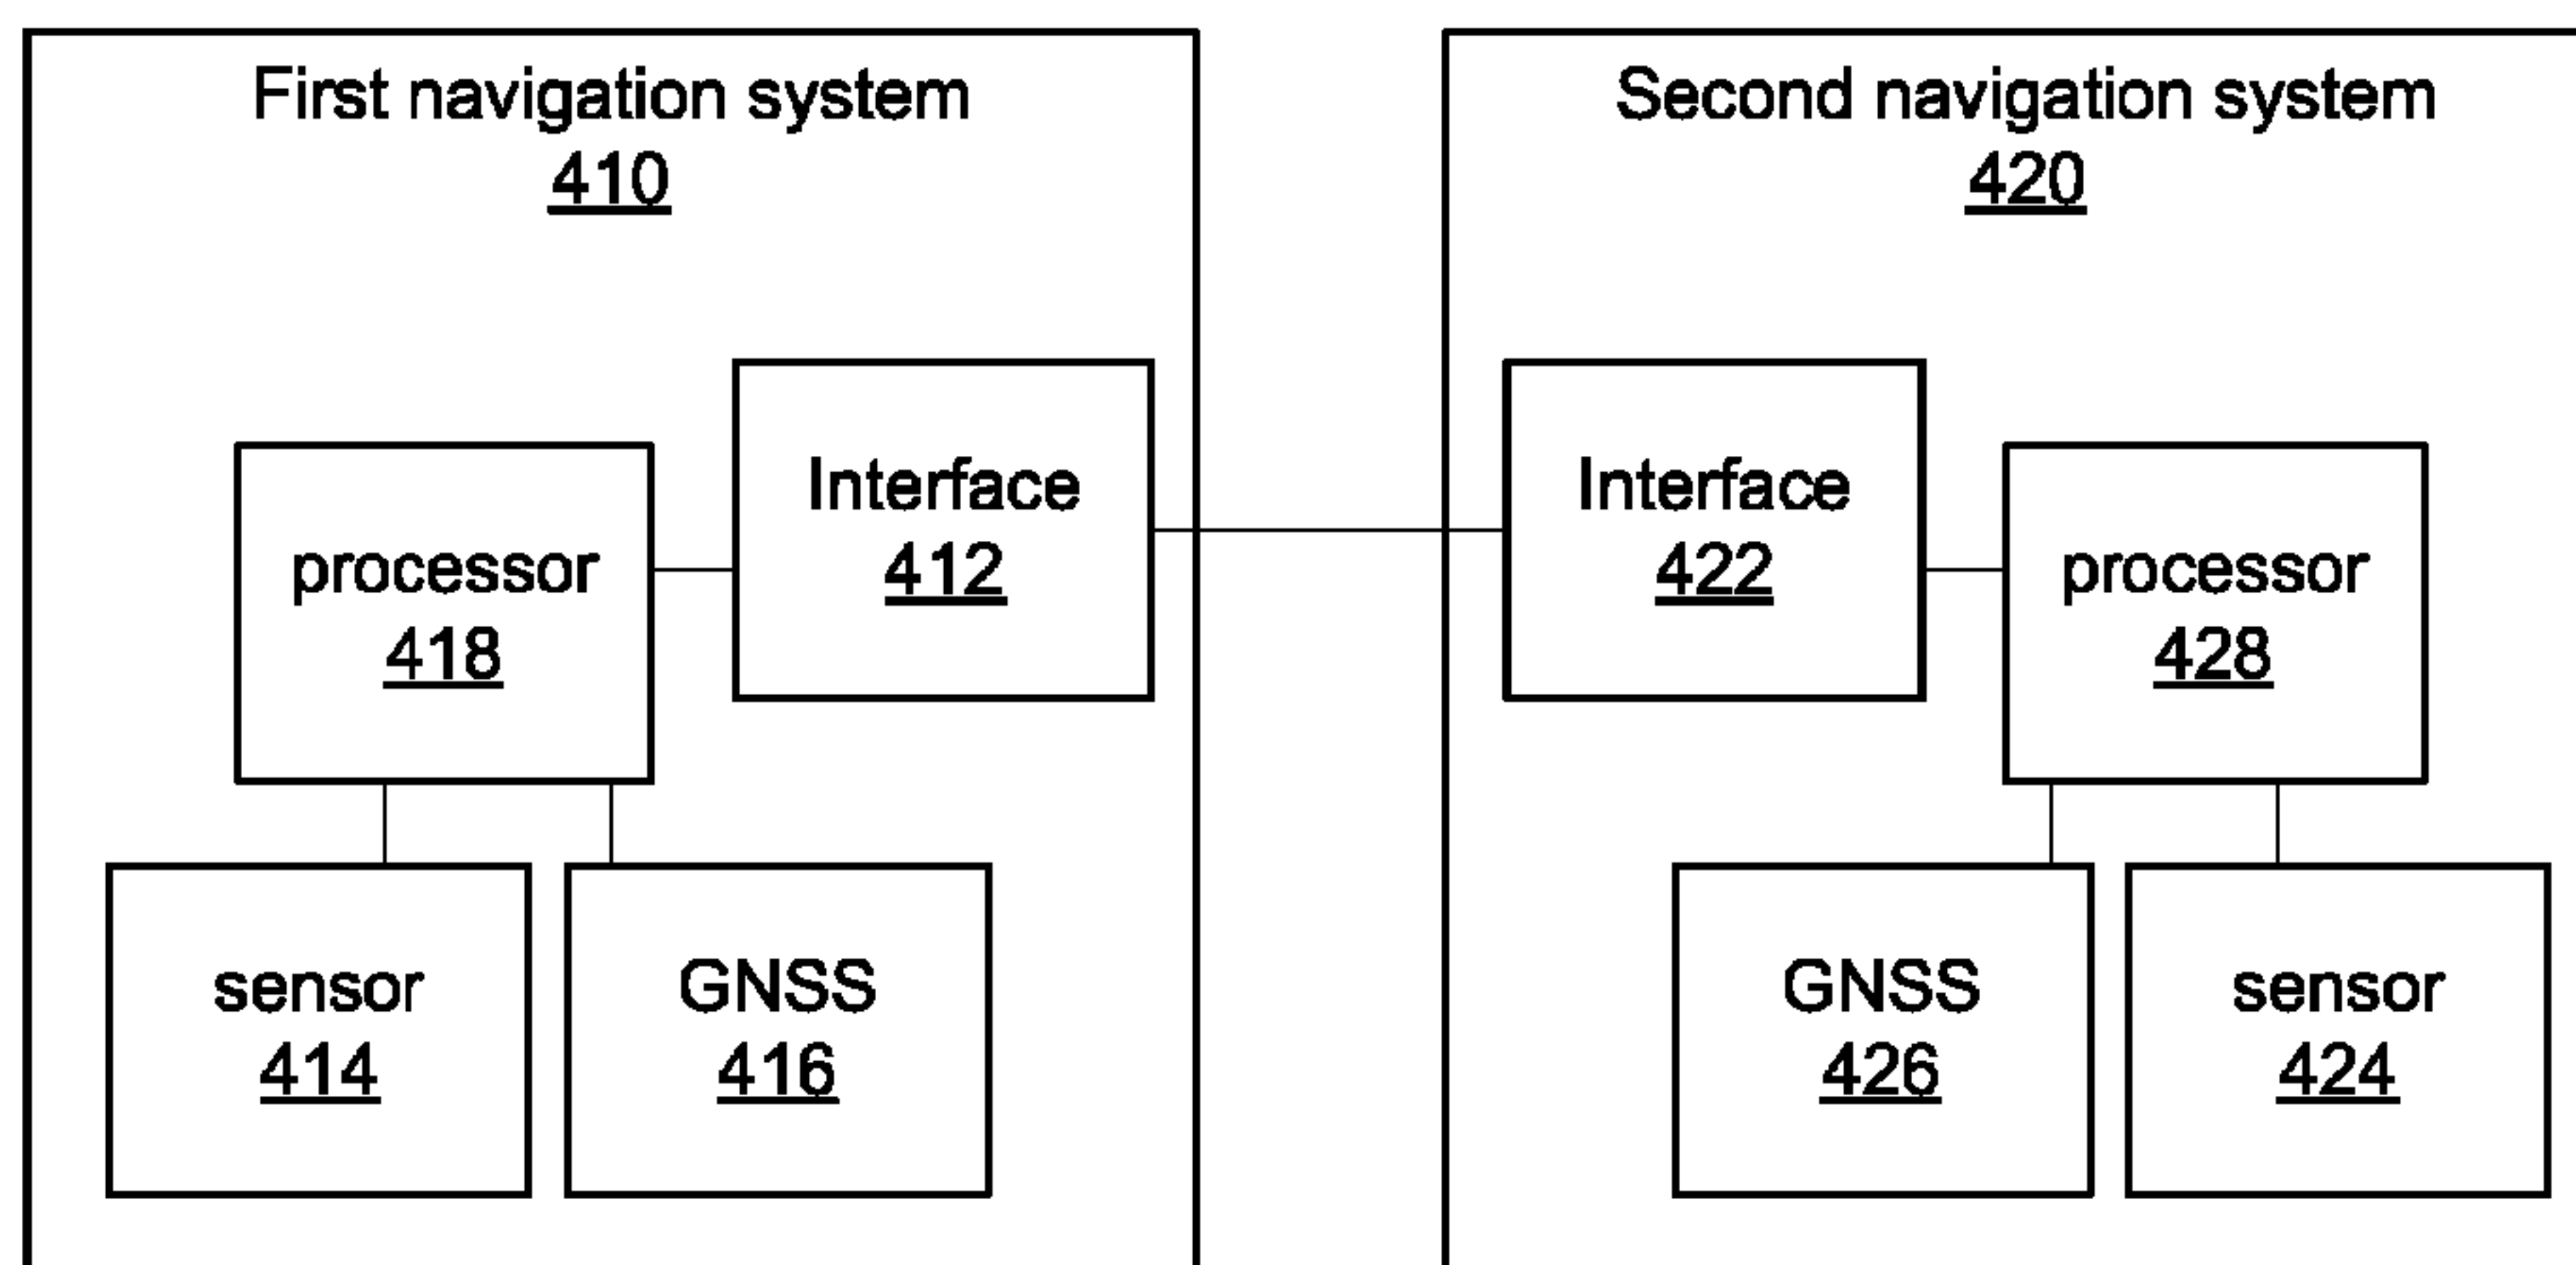 First navigation system
410
Second navigation system
420
Interface
412
processor
418
sensor
414
GNSS
416
Interface
422
processor
428
GNSS
426
sensor
424